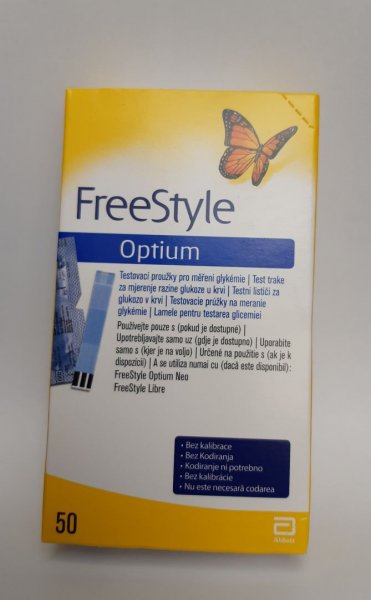 FreeStyle
Optium
Testovací proužky pro měření glykémie | Test trake
za mjerenje razine glukoze u krvi | Testni lističi za
glukozo v krvi | Testovacie prúžky na meranie
glykémie | Lamele pentru testarea glicemiei
Používejte pouze s (pokud je dostupné) |
Upotrebljavajte samo uz (gdje je dostupno) | Uporabite
samo s (kjer je na voljo) | Určené na použitie s (ak je k
dispozícii) | A se utiliza numai cu (dacă este disponibil):
FreeStyle Optium Neo
FreeStyle Libre
• Bez kalibrace
• Bez Kodiranja
• Kodiranje ni potrebno
• Bez kalibrácie
• Nu este necesară codarea
50
Abbott